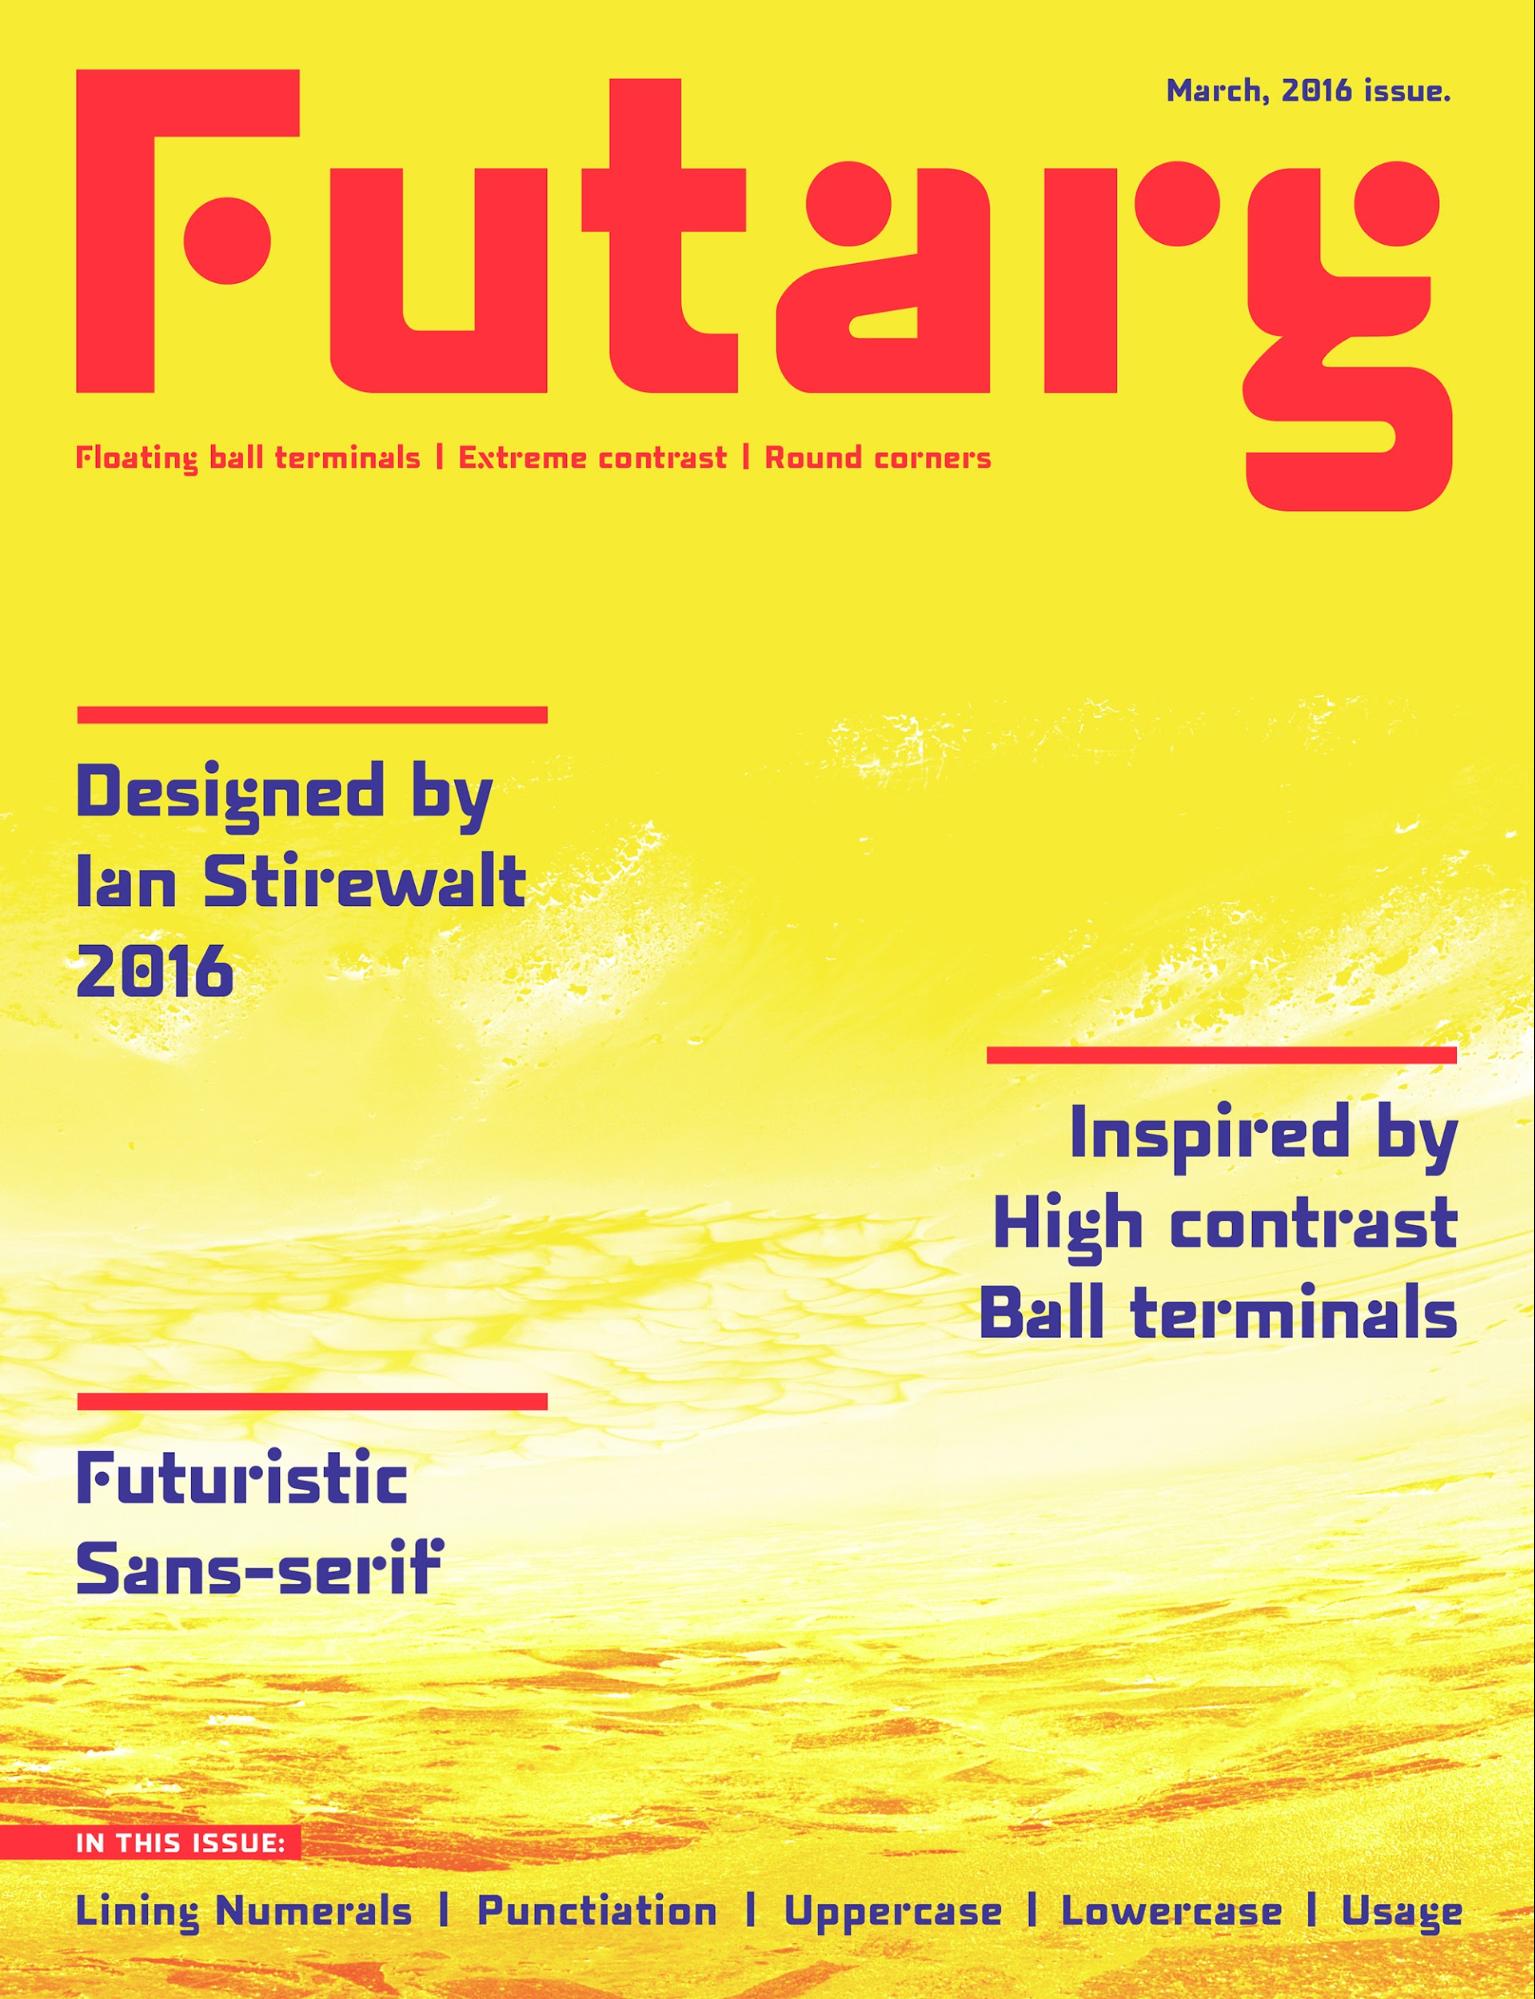 March, 2016 issue.
Futarg
Floating ball terminals | Extreme contrast | Round corners
Designed by
Ian Stirewalt
2016
Inspired by
High contrast
Ball terminals
Futuristic
Sans-serif
IN THIS ISSUE:
Lining Numerals | Punctiation | Uppercase | Lowercase | Usage